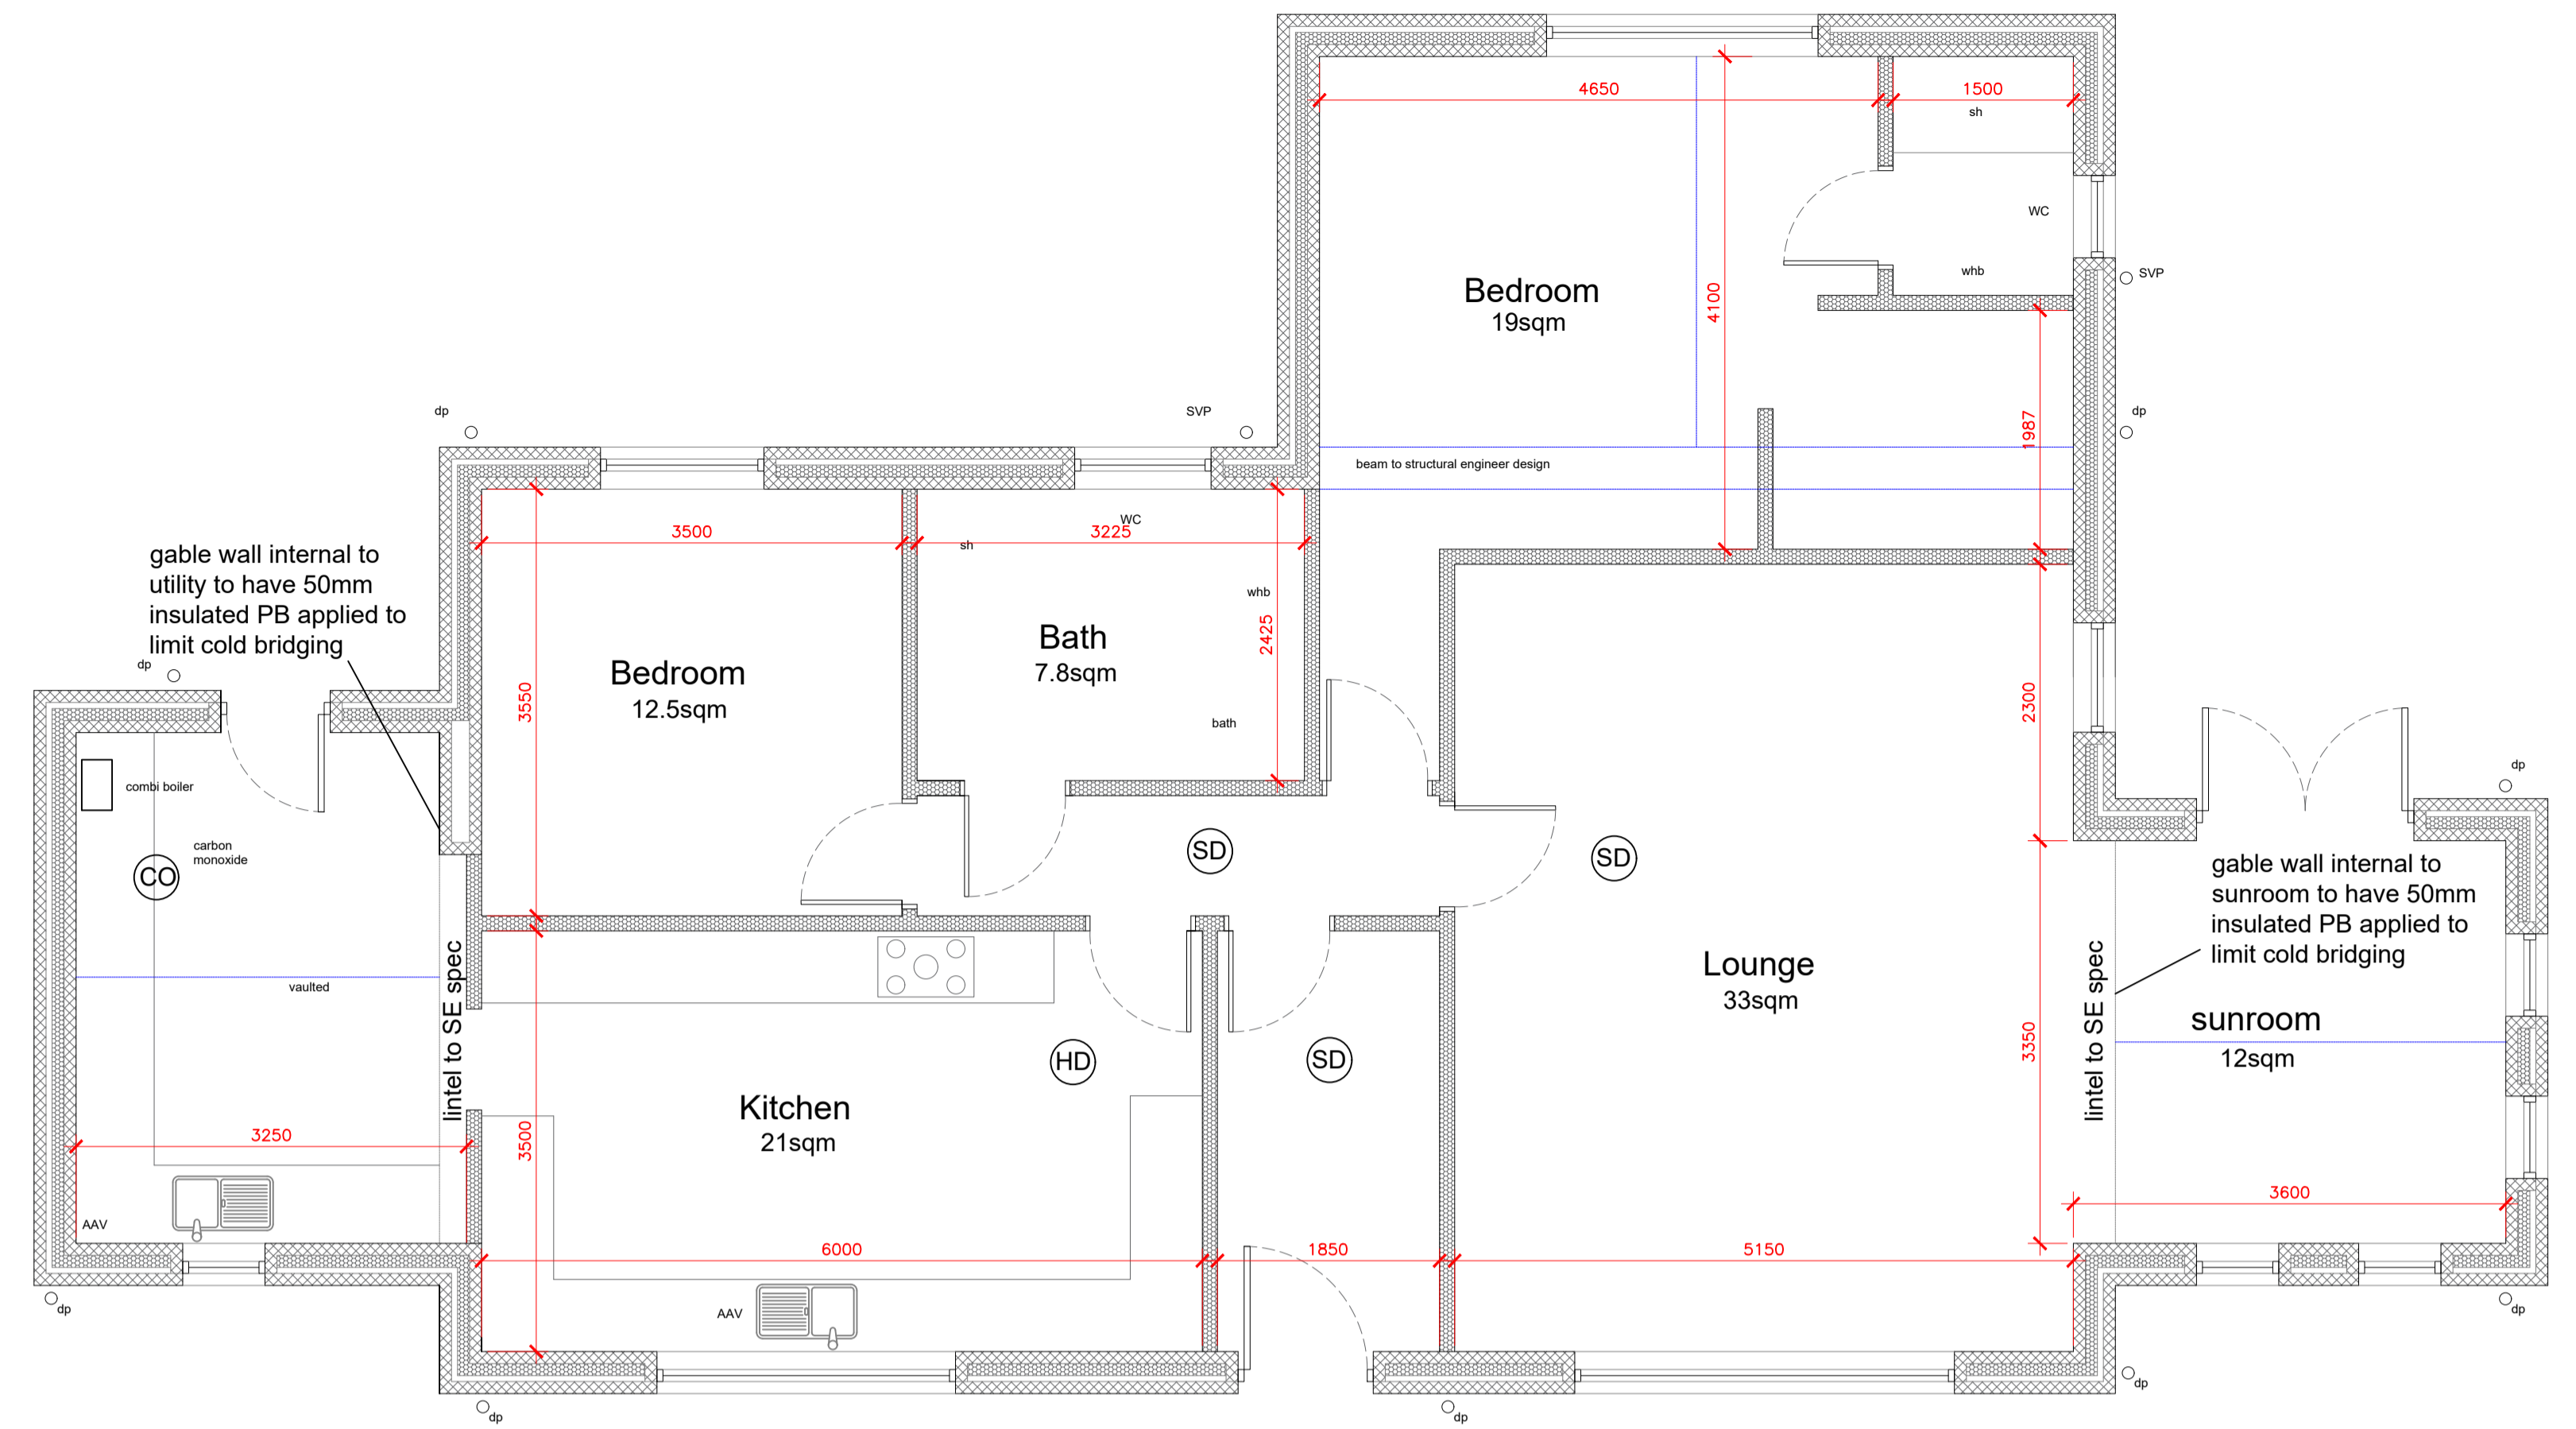 4650
1500
sh
WC
4100
whb
SVP
Bedroom
19sqm
dp
SVP
dp
1987
beam to structural engineer design
WC
3500
3225
sh
gable wall internal to
utility to have 50mm
insulated PB applied to
limit cold bridging
whb
2425
Bath
7.8sqm
Bedroom
12.5sqm
dp
3550
2300
bath
dp
combi boiler
carbon
monoxide
CO
SD
SD
gable wall internal to
sunroom to have 50mm
insulated PB applied to
limit cold bridging
Lounge
33sqm
vaulted
lintel to SE spec
lintel to SE spec
sunroom
12sqm
HD
SD
3350
Kitchen
21sqm
3250
3500
3600
AAV
6000
1850
5150
dp
AAV
dp
dp
dp
dp